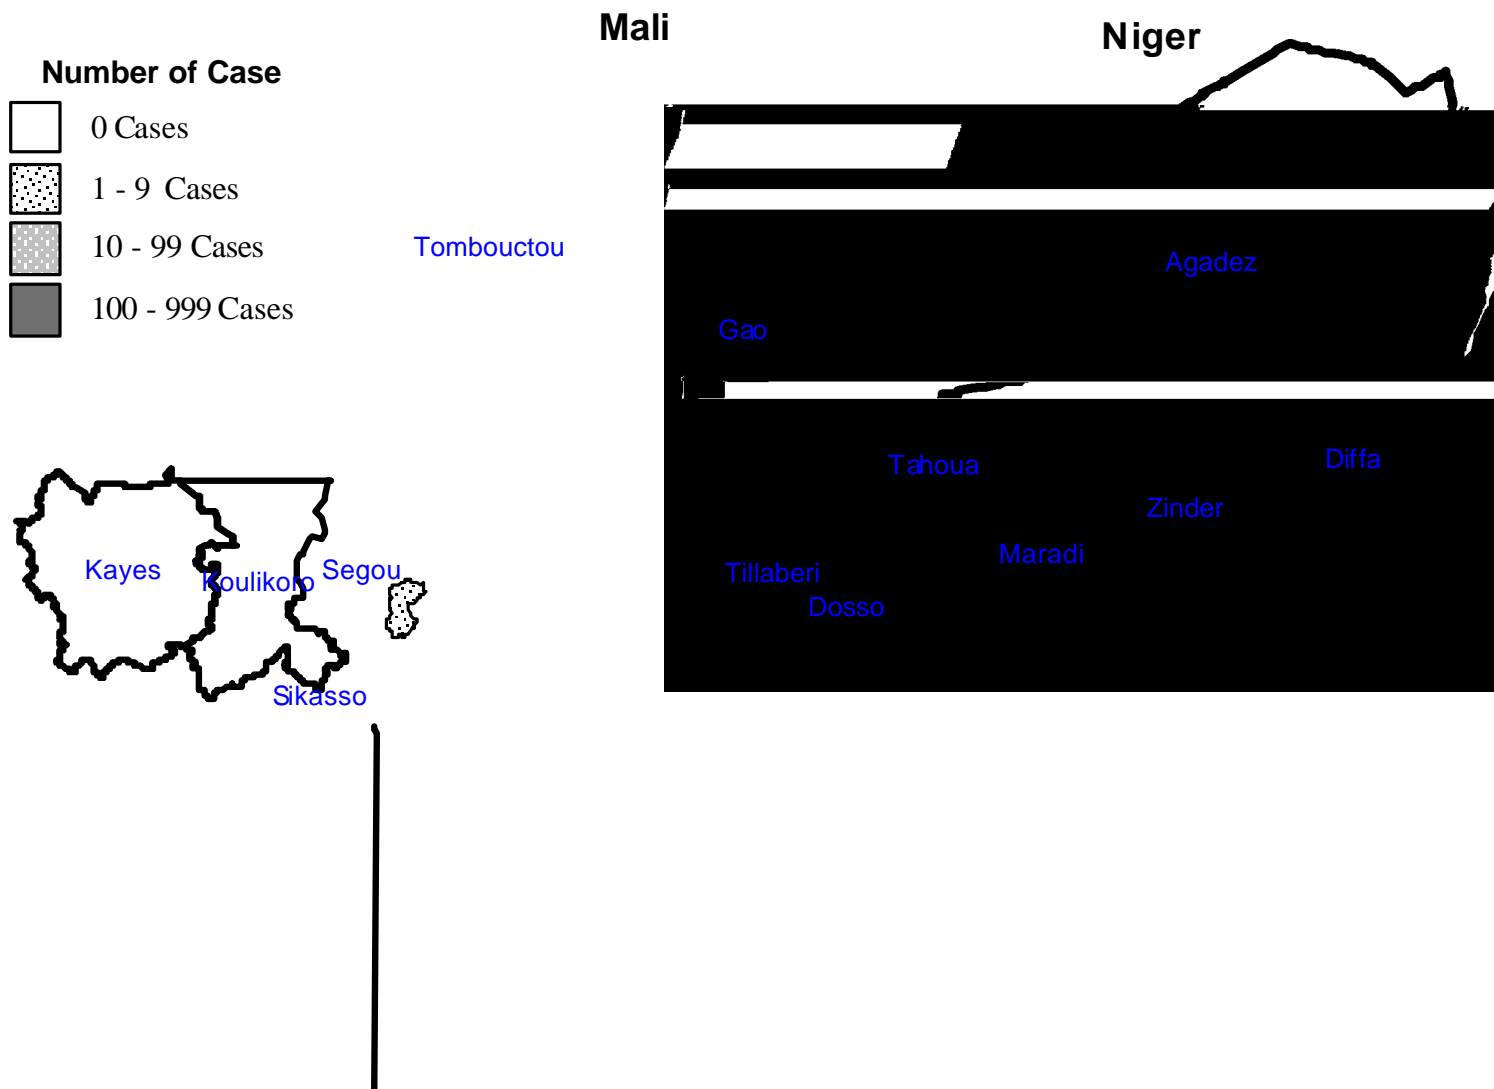 Mali
Niger
Number of Case
0 Cases
1 - 9 Cases
10 - 99 Cases
100 - 999 Cases
Tombouctou
Agadez
Gao
Tahoua
Diffa
Zinder
Maradi
Kayes
Koulikoro
Segou
Tillaberi
Dosso
Sikasso